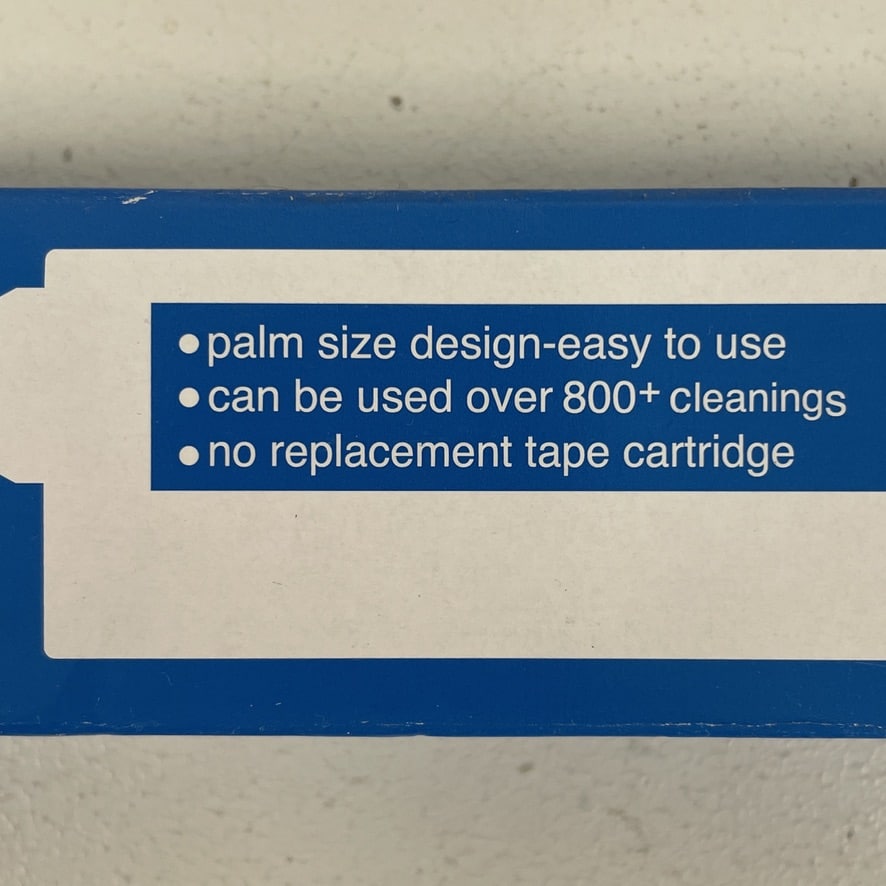 ●palm size design-easy to use
●can be used over 800+ cleanings
●no replacement tape cartridge